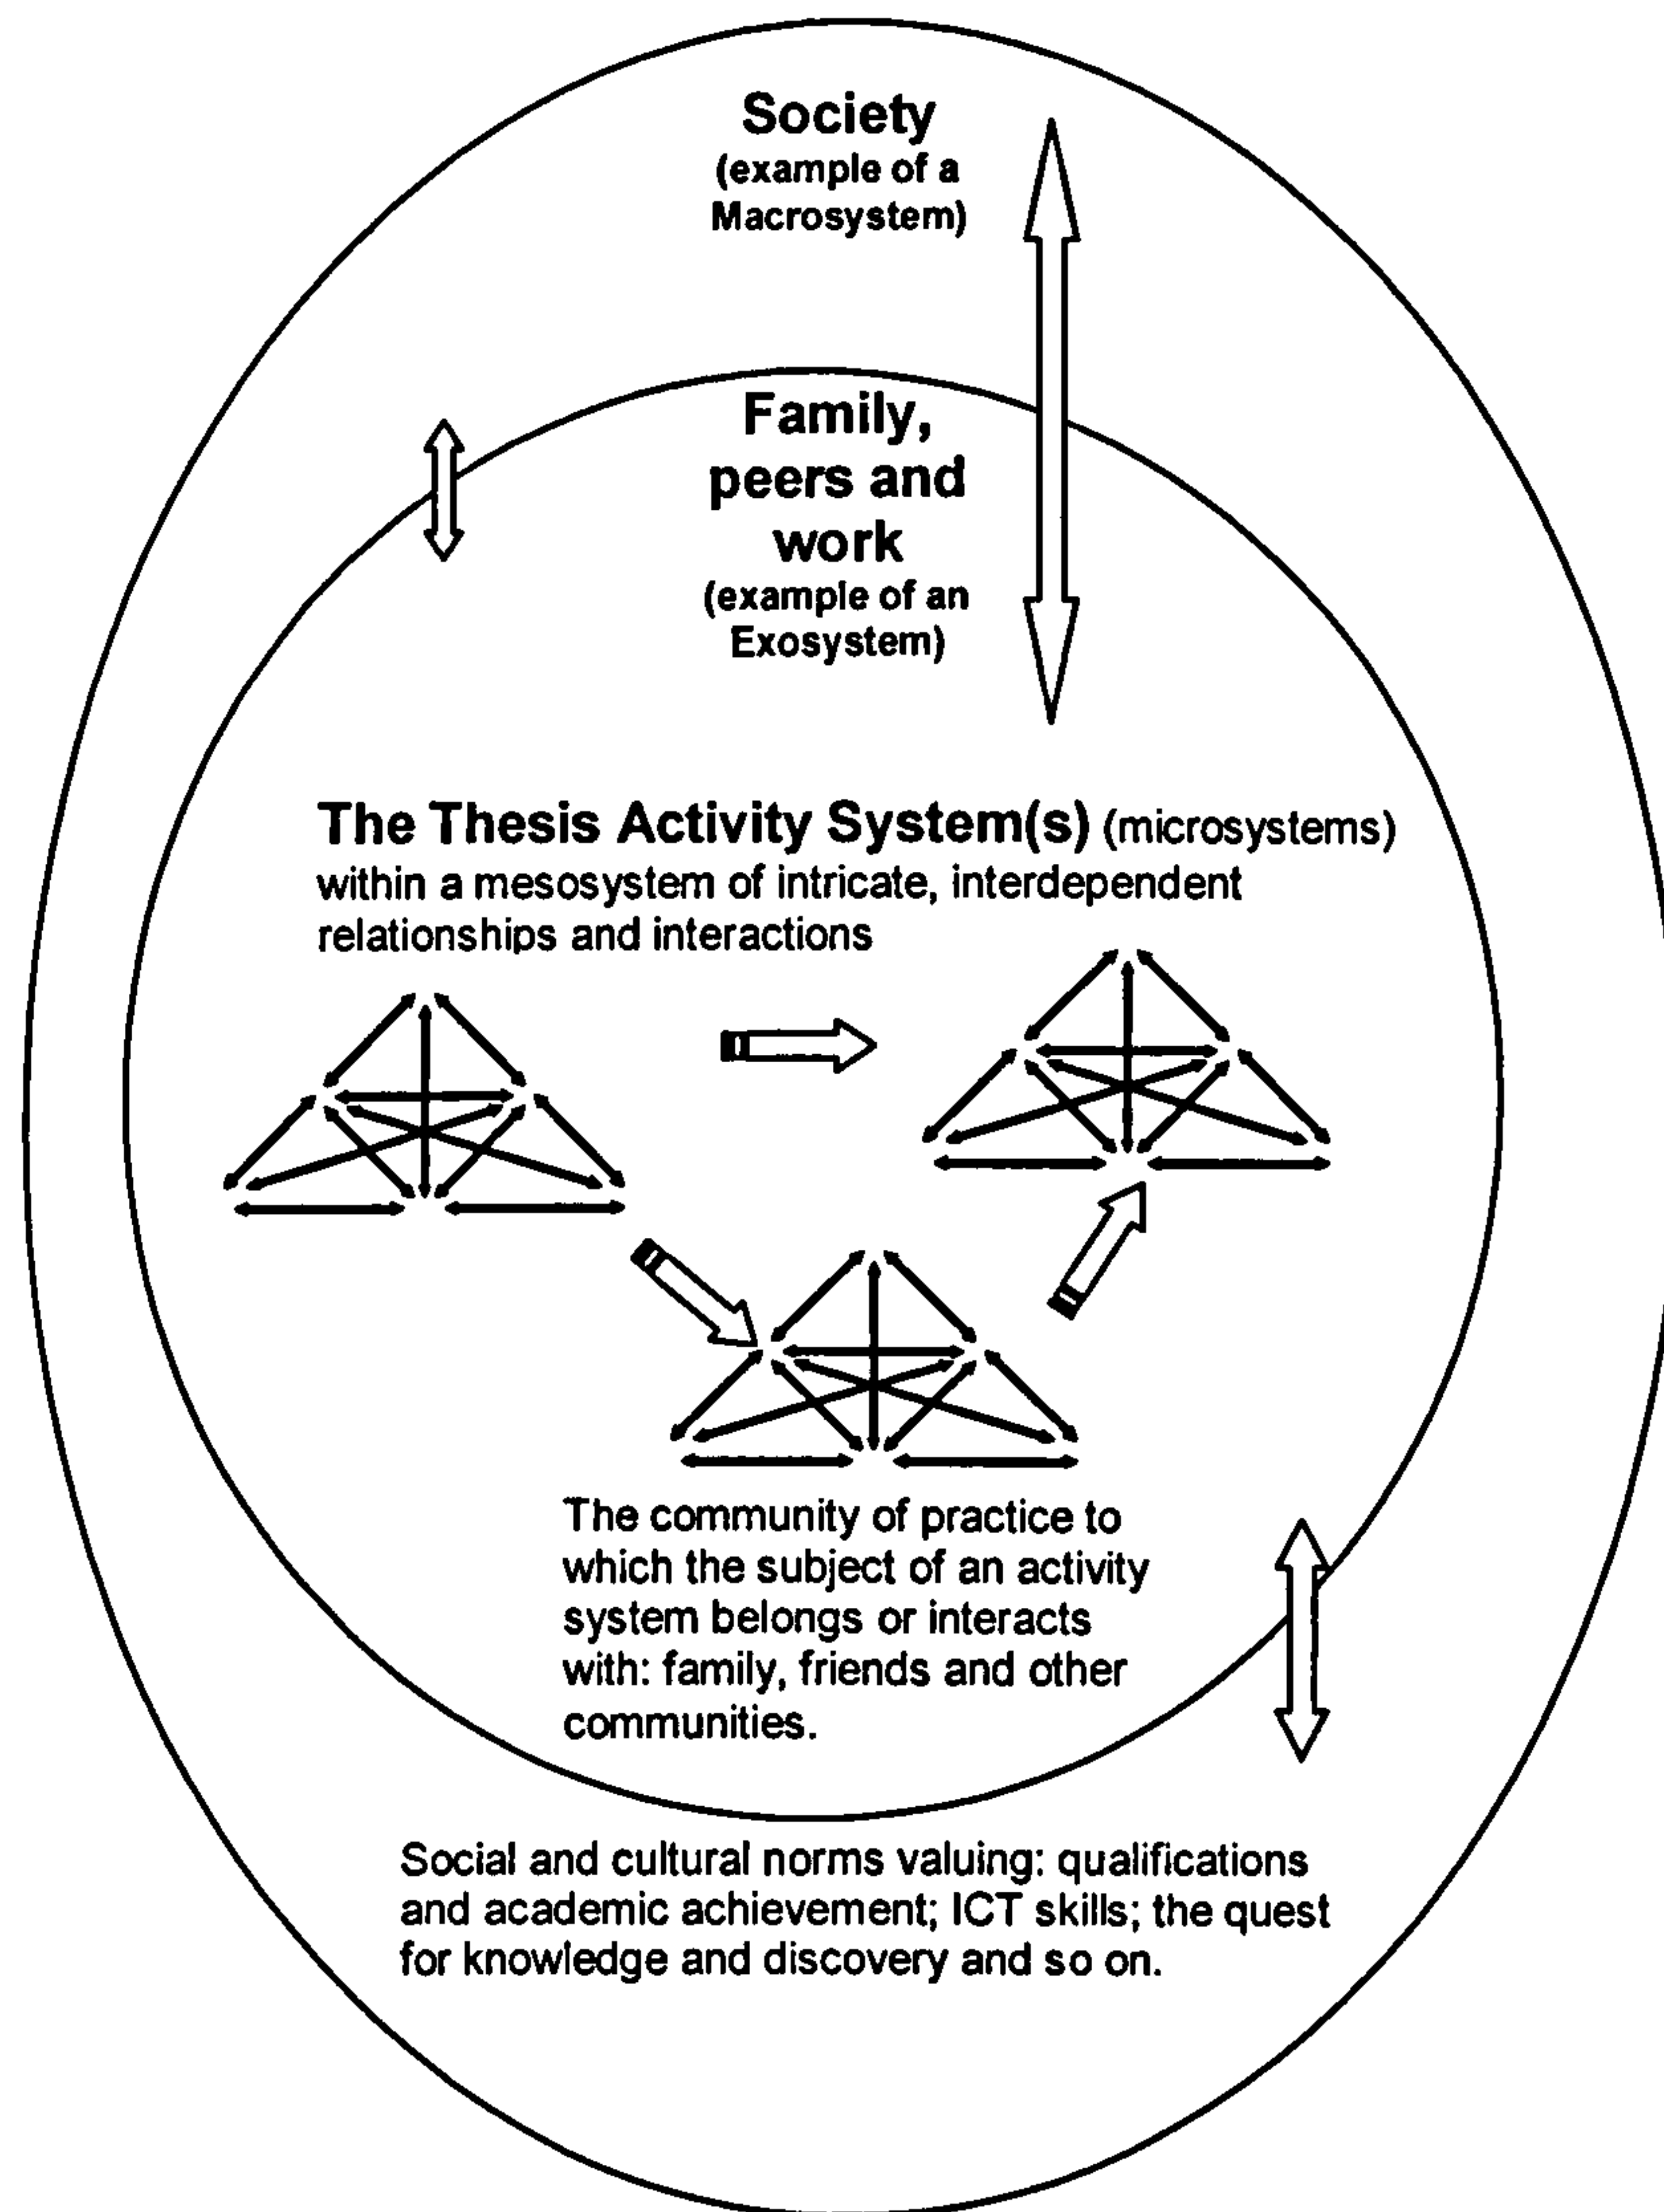 Society
(example of a
Macrosystem)
Family,
peers and
work
(example of an
Exosystem)
The Thesis Activity System(s) (microsystems)
within a mesosystem of intricate, interdependent
relationships and interactions
The community of practice to
which the subject of an activity
system belongs or interacts
with: family, friends and other
communities.
Social and cultural norms valuing: qualifications
and academic achievement; ICT skills; the quest
for knowledge and discovery and so on.